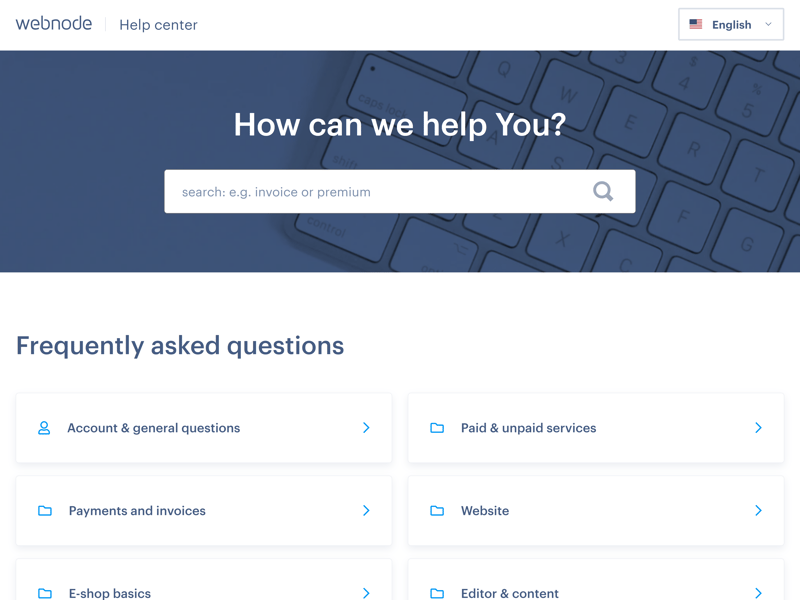 webnode
Help center
English
How can we help You?
search: e.g. invoice or premium
Frequently asked questions
Account & general questions
Paid & unpaid services
Payments and invoices
Website
E-shop basics
Editor & content